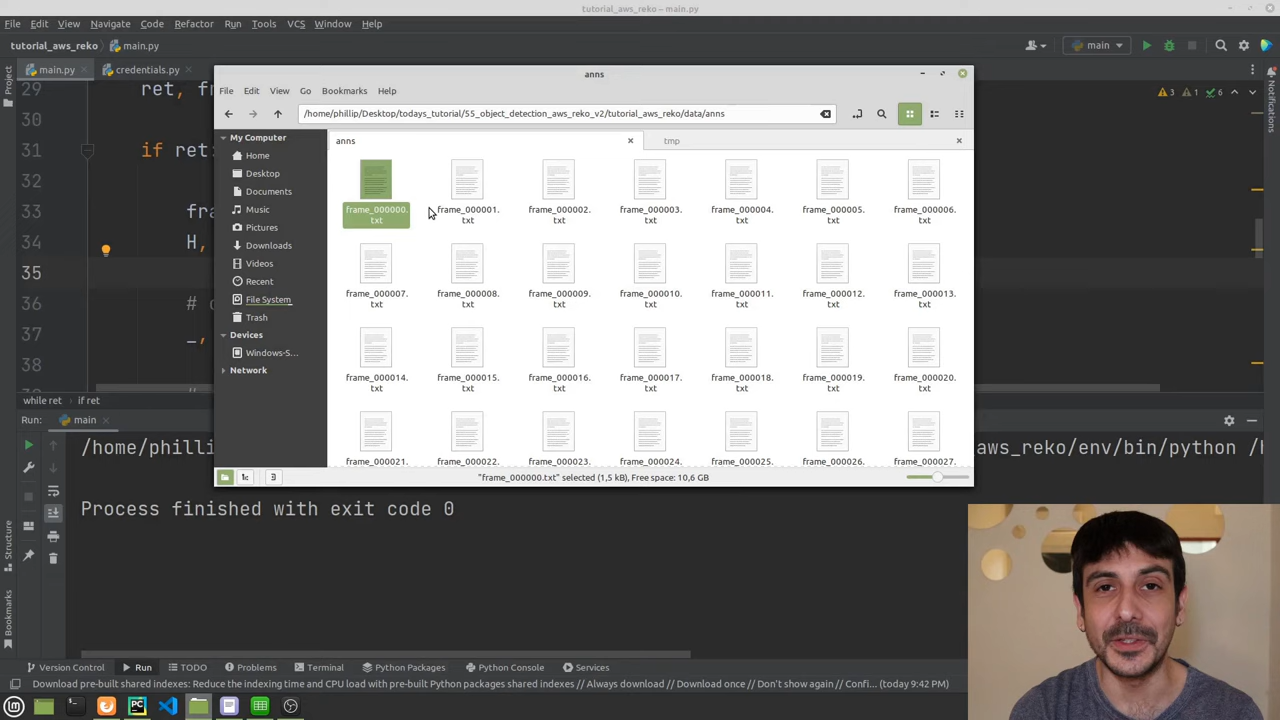 tutorial_aws_reko – main.py
File Edit View Navigate Code Refactor Run Tools VCS Window Help
tutorial_aws_reko main.py
main
main.py credentials.py
3 1 6
29 ret, f
30
31 if ret:
32
33 fra
34 H,
35
36 # c
37 _,
38
while ret if ret
Project
Notifications
Structure
Bookmarks
anns
File Edit View Go Bookmarks Help
/home/phillip/Desktop/todays_tutorial/55_object_detection_aws_reko_v2/tutorial_aws_reko/data/anns
anns tmp
My Computer
Home
Desktop
Documents
Music
Pictures
Downloads
Videos
Recent
File System
Trash
Devices
Windows-S...
Network
frame_000000. frame_000001. frame_000002. frame_000003. frame_000004. frame_000005. frame_000006.
txt txt txt txt txt txt txt
frame_000007. frame_000008. frame_000009. frame_000010. frame_000011. frame_000012. frame_000013.
txt txt txt txt txt txt txt
frame_000014. frame_000015. frame_000016. frame_000017. frame_000018. frame_000019. frame_000020.
txt txt txt txt txt txt txt
frame_000021. frame_000022. frame_000023. frame_000024. frame_000025. frame_000026. frame_000027.
"frame_000000.txt" selected (1,5 kB), Free space: 10,6 GB
Run: main
/home/phillip aws_reko/env/bin/python /h
Process finished with exit code 0
Version Control Run TODO Problems Terminal Python Packages Python Console Services
Download pre-built shared indexes: Reduce the indexing time and CPU load with pre-built Python packages shared indexes // Always download // Download once // Don't show again // Confi... (today 9:42 PM)